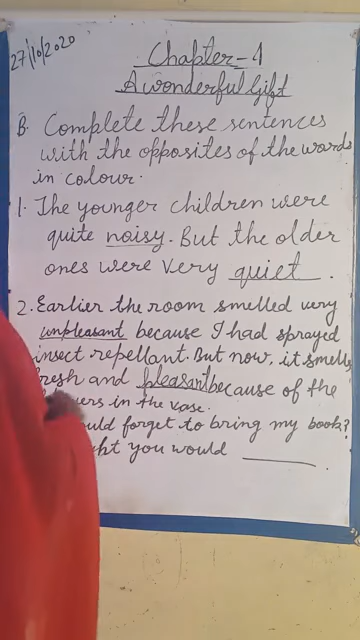 27/10/2020
Chapter-1
A wonderful Gift
B. Complete these sentences
with the opposites of the words
in colour.
1. The younger children were
quite noisy. But the older
ones were very quiet.
2. Earlier the room smelled very
unpleasant because I had sprayed
insect repellant. But now, it smells
fresh and pleasant because of the
in the vase.
forget to bring my book?
you would ______